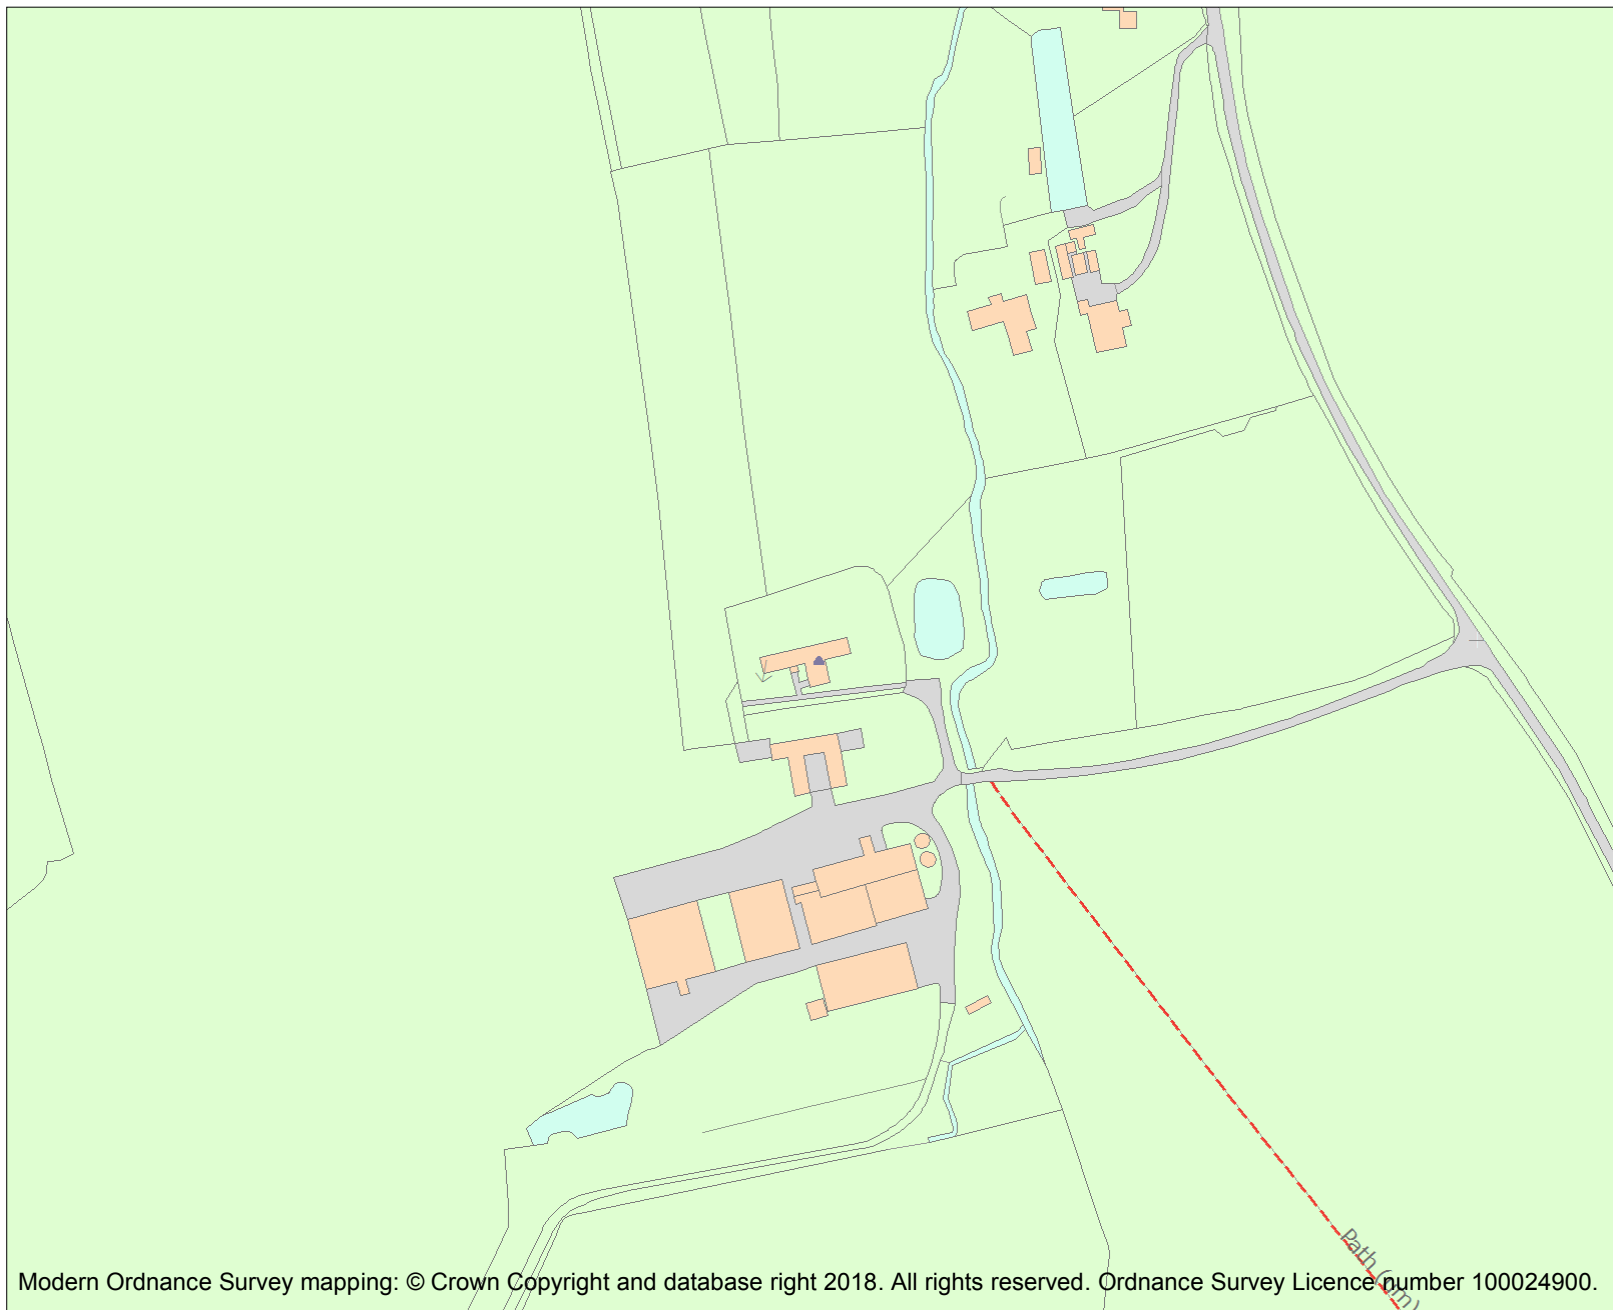 Path (um)
Modern Ordnance Survey mapping: © Crown Copyright and database right 2018. All rights reserved. Ordnance Survey Licence number 100024900.